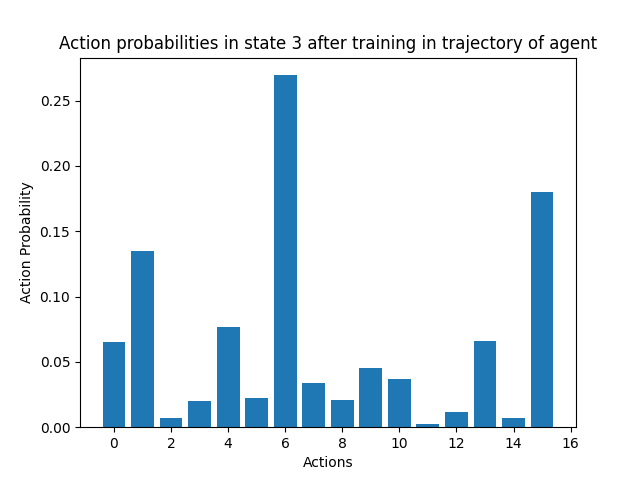 Action probabilities in state 3 after training in trajectory of agent
0.25
0.20
0.15
0.10
0.05
0.00
Action Probability
0 2 4 6 8 10 12 14 16
Actions